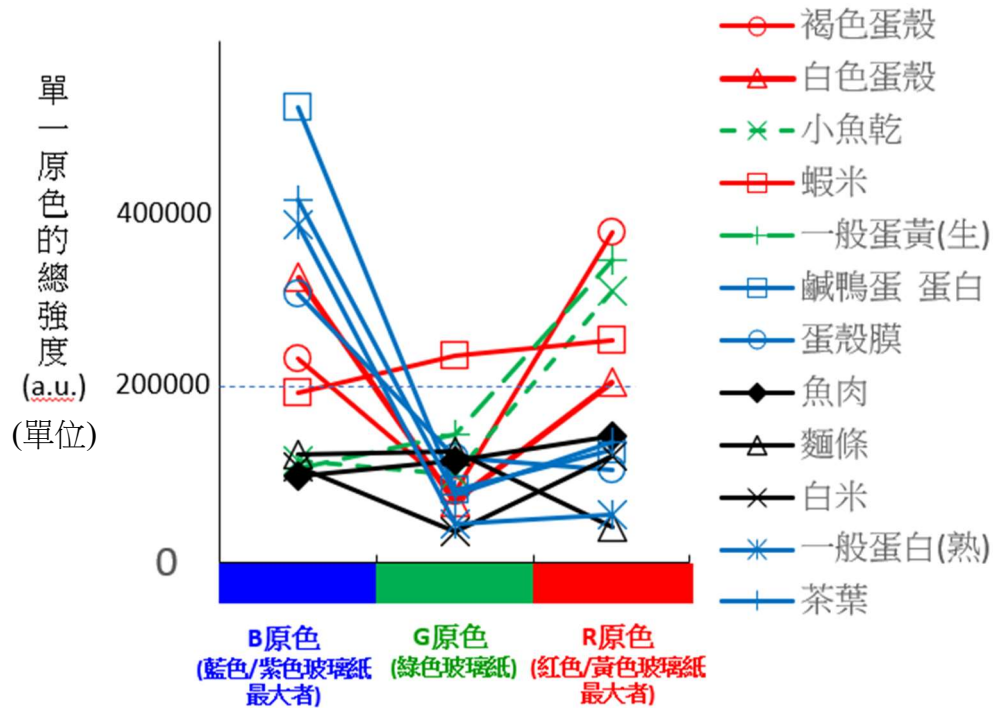 單一原色的總強度
(a.u.)
(單位)
400000
200000
0
B原色
(藍色/紫色玻璃紙
最大者)
G原色
(綠色玻璃紙)
R原色
(紅色/黃色玻璃紙
最大者)
褐色蛋殼
白色蛋殼
小魚乾
蝦米
一般蛋黃(生)
鹹鴨蛋 蛋白
蛋殼膜
魚肉
麵條
白米
一般蛋白(熟)
茶葉